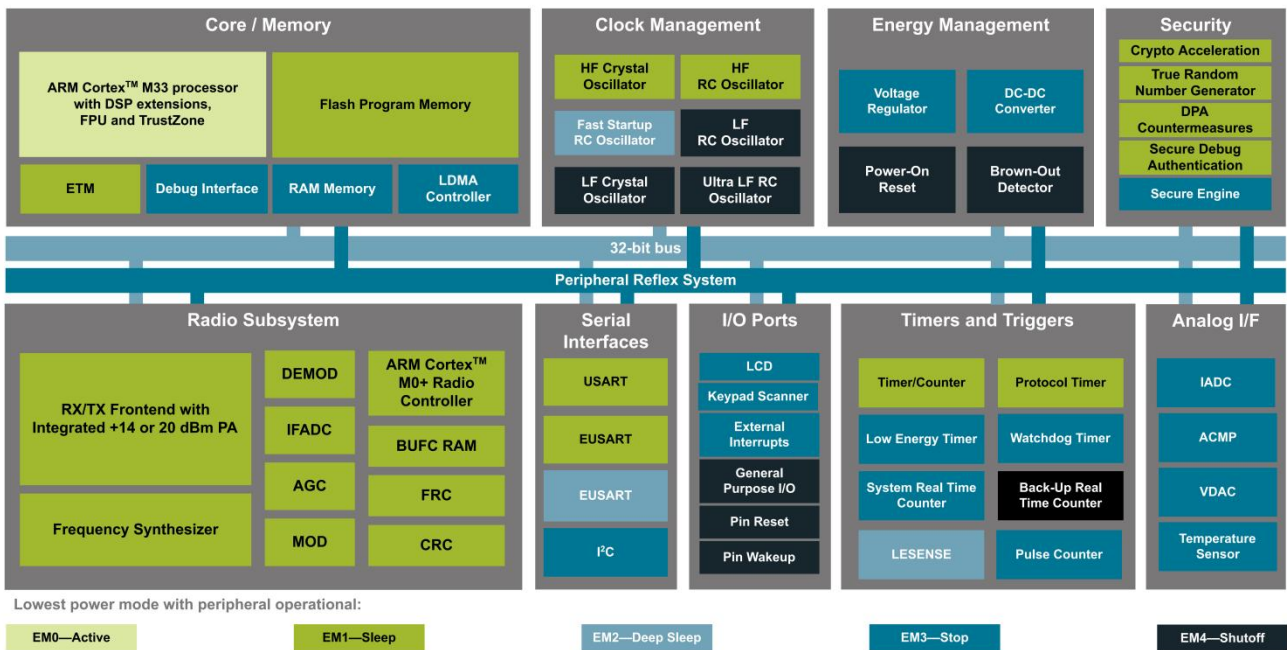 Core / Memory
ARM Cortex™ M33 processor
with DSP extensions,
FPU and TrustZone
Flash Program Memory
ETM
Debug Interface
RAM Memory
LDMA
Controller
Clock Management
HF Crystal
Oscillator
HF
RC Oscillator
Fast Startup
RC Oscillator
LF
RC Oscillator
LF Crystal
Oscillator
Ultra LF RC
Oscillator
Energy Management
Voltage
Regulator
DC-DC
Converter
Power-On
Reset
Brown-Out
Detector
Security
Crypto Acceleration
True Random
Number Generator
DPA
Countermeasures
Secure Debug
Authentication
Secure Engine
32-bit bus
Peripheral Reflex System
Radio Subsystem
RX/TX Frontend with
Integrated +14 or 20 dBm PA
Frequency Synthesizer
DEMOD
IFADC
AGC
MOD
ARM Cortex™
M0+ Radio
Controller
BUFC RAM
FRC
CRC
Serial
Interfaces
USART
EUSART
EUSART
I²C
I/O Ports
LCD
Keypad Scanner
External
Interrupts
General
Purpose I/O
Pin Reset
Pin Wakeup
Timers and Triggers
Timer/Counter
Protocol Timer
Low Energy Timer
Watchdog Timer
System Real Time
Counter
Back-Up Real
Time Counter
LESENSE
Pulse Counter
Analog I/F
IADC
ACMP
VDAC
Temperature
Sensor
Lowest power mode with peripheral operational:
EM0—Active
EM1—Sleep
EM2—Deep Sleep
EM3—Stop
EM4—Shutoff